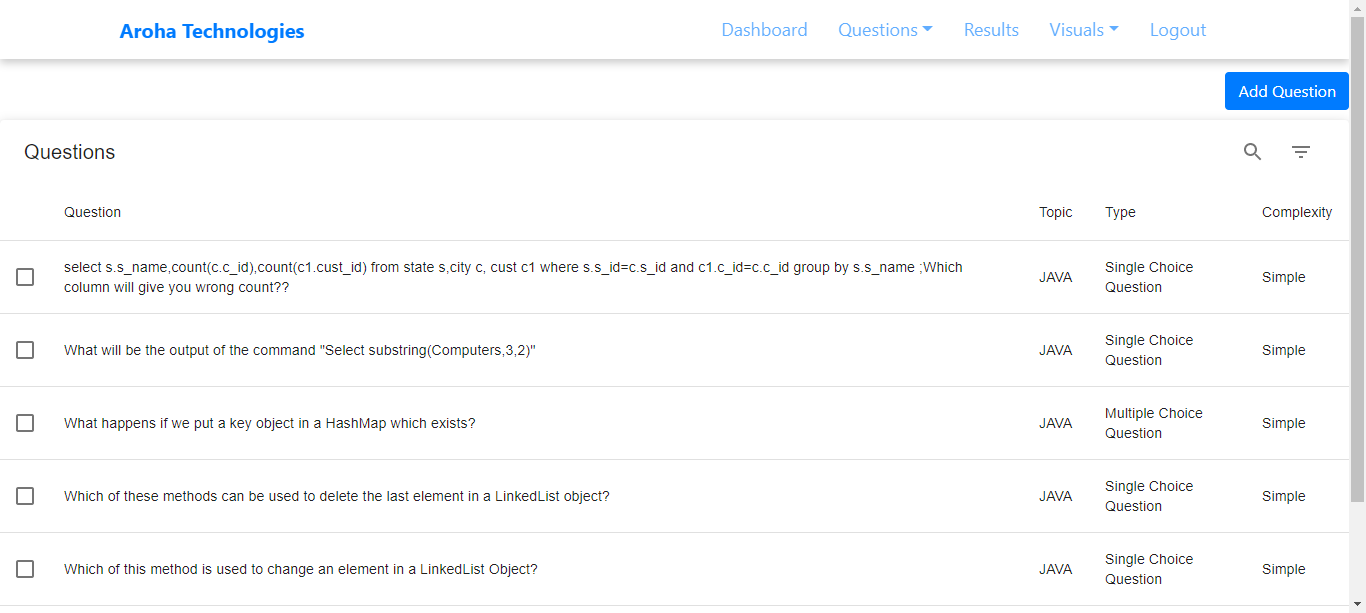 Aroha Technologies
Dashboard Questions Results Visuals Logout
Add Question
Questions
Question Topic Type Complexity
select s.s_name,count(c.c_id),count(c1.cust_id) from state s,city c, cust c1 where s.s_id=c.s_id and c1.c_id=c.c_id group by s.s_name ;Which
column will give you wrong count??
JAVA
Single Choice
Question
Simple
What will be the output of the command "Select substring(Computers,3,2)"
JAVA
Single Choice
Question
Simple
What happens if we put a key object in a HashMap which exists?
JAVA
Multiple Choice
Question
Simple
Which of these methods can be used to delete the last element in a LinkedList object?
JAVA
Single Choice
Question
Simple
Which of this method is used to change an element in a LinkedList Object?
JAVA
Single Choice
Question
Simple